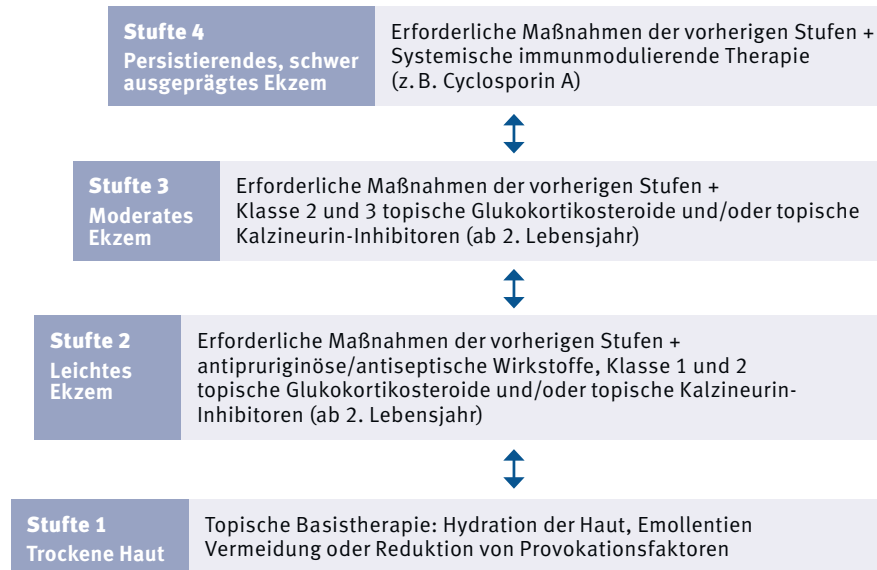 Stufte 4
Persistierendes, schwer
ausgeprägtes Ekzem
Erforderliche Maßnahmen der vorherigen Stufen +
Systemische immunmodulierende Therapie
(z. B. Cyclosporin A)
Stufte 3
Moderates
Ekzem
Erforderliche Maßnahmen der vorherigen Stufen +
Klasse 2 und 3 topische Glukokortikosteroide und/oder topische
Kalzineurin-Inhibitoren (ab 2. Lebensjahr)
Stufte 2
Leichtes
Ekzem
Erforderliche Maßnahmen der vorherigen Stufen +
antipruriginöse/antiseptische Wirkstoffe, Klasse 1 und 2
topische Glukokortikosteroide und/oder topische Kalzineurin-
Inhibitoren (ab 2. Lebensjahr)
Stufte 1
Trockene Haut
Topische Basistherapie: Hydration der Haut, Emollentien
Vermeidung oder Reduktion von Provokationsfaktoren